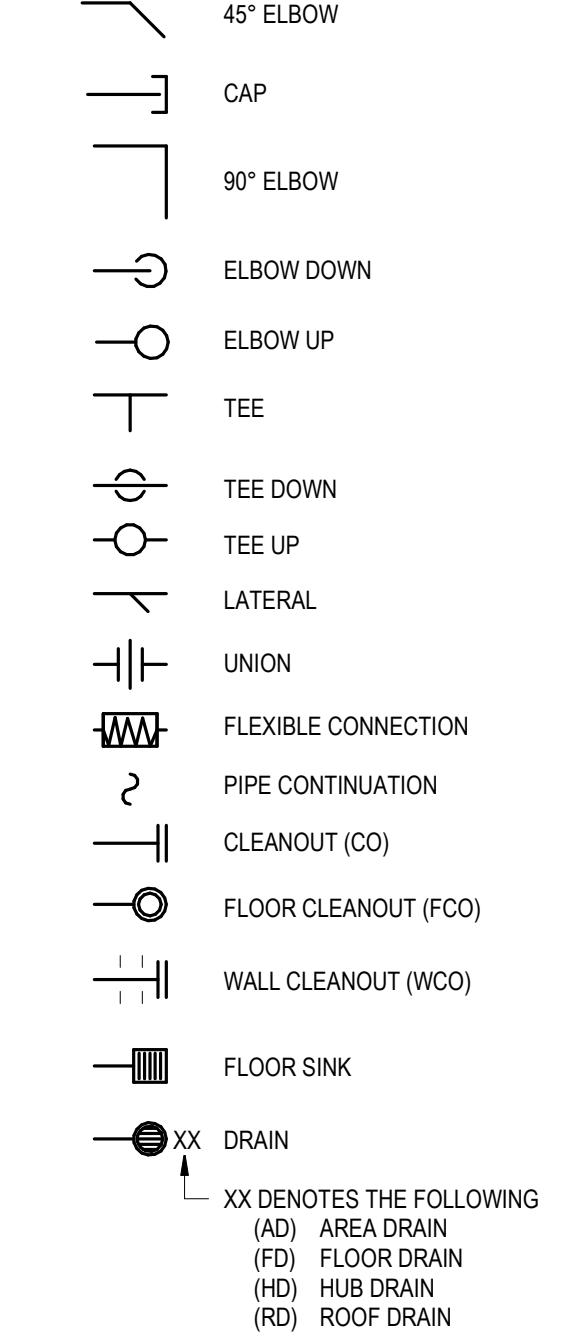 45° ELBOW
CAP
90° ELBOW
ELBOW DOWN
ELBOW UP
TEE
TEE DOWN
TEE UP
LATERAL
UNION
FLEXIBLE CONNECTION
PIPE CONTINUATION
CLEANOUT (CO)
FLOOR CLEANOUT (FCO)
WALL CLEANOUT (WCO)
FLOOR SINK
XX DRAIN
XX DENOTES THE FOLLOWING
(AD) AREA DRAIN
(FD) FLOOR DRAIN
(HD) HUB DRAIN
(RD) ROOF DRAIN